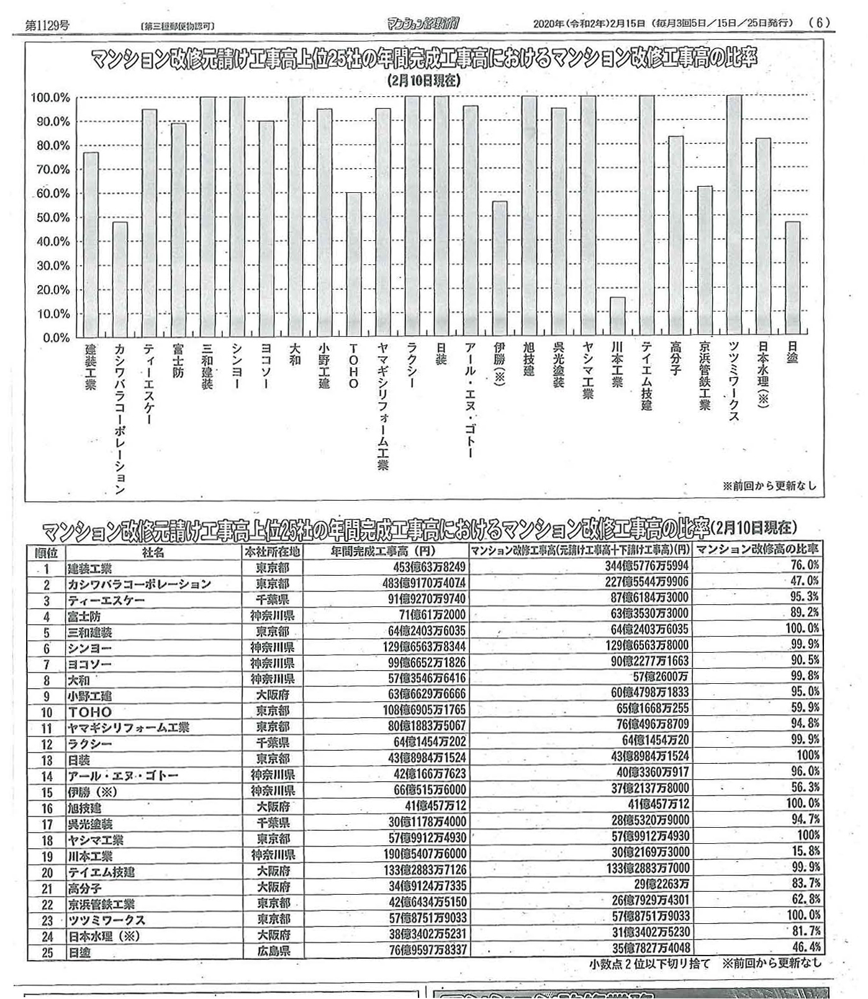 第1129号 〔第三種郵便物認可〕 マンション管理新聞 2020年(令和2年)2月15日(毎月3回5日/15日/25日発行) (6)
マンション改修元請け工事高上位25社の年間完成工事高におけるマンション改修工事高の比率
(2月10日現在)
100.0%
90.0%
80.0%
70.0%
60.0%
50.0%
40.0%
30.0%
20.0%
10.0%
0.0%
建装工業
カシワバラコーポレーション
ティーエスケー
富士防
三和建装
シンヨー
ヨコソー
大和
小野工建
TOHO
ヤマギシリフォーム工業
ラクシー
日装
アール・エヌ・ゴトー
伊勝(※)
旭技建
呉光塗装
ヤシマ工業
川本工業
テイエム技建
高分子
京浜管鉄工業
ツツミワークス
日本水理(※)
日塗
※前回から更新なし
マンション改修元請け工事高上位25社の年間完成工事高におけるマンション改修工事高の比率(2月10日現在)
順位 社名 本社所在地 年間完成工事高(円) マンション改修工事高(元請け工事高十下請け工事高)(円) マンション改修高の比率
1 建装工業 東京都 453億63万8249 344億5776万5994 76.0%
2 カシワバラコーポレーション 東京都 483億9170万4074 227億5544万9906 47.0%
3 ティーエスケー 千葉県 91億9270万9740 87億6184万3000 95.3%
4 富士防 神奈川県 71億61万2000 63億3530万3000 89.2%
5 三和建装 東京都 64億2403万6035 64億2403万6035 100.0%
6 シンヨー 神奈川県 129億6563万8344 129億6563万8000 99.9%
7 ヨコソー 神奈川県 99億6652万1826 90億2277万1663 90.5%
8 大和 神奈川県 57億3546万6416 57億2600万 99.8%
9 小野工建 大阪府 63億6629万6666 60億4798万1833 95.0%
10 TOHO 東京都 108億6905万1765 65億1668万255 59.9%
11 ヤマギシリフォーム工業 東京都 80億1883万5067 76億496万8709 94.8%
12 ラクシー 千葉県 64億1454万202 64億1454万20 99.9%
13 日装 東京都 43億8984万1524 43億8984万1524 100%
14 アール・エヌ・ゴトー 神奈川県 42億166万7623 40億3360万917 96.0%
15 伊勝(※) 神奈川県 66億515万6000 37億2137万8000 56.3%
16 旭技建 大阪府 41億457万12 41億457万12 100.0%
17 呉光塗装 千葉県 30億1178万4000 28億5320万9000 94.7%
18 ヤシマ工業 東京都 57億9912万4930 57億9912万4930 100%
19 川本工業 神奈川県 190億5407万6000 30億2169万3000 15.8%
20 テイエム技建 大阪府 133億2883万7126 133億2883万7000 99.9%
21 高分子 大阪府 34億9124万7335 29億2263万 83.7%
22 京浜管鉄工業 東京都 42億6434万5150 26億7929万4301 62.8%
23 ツツミワークス 東京都 57億8751万9033 57億8751万9033 100.0%
24 日本水理(※) 大阪府 38億3402万5231 31億3402万5230 81.7%
25 日塗 広島県 76億9597万8337 35億7827万4048 46.4%
小数点2位以下切り捨て ※前回から更新なし